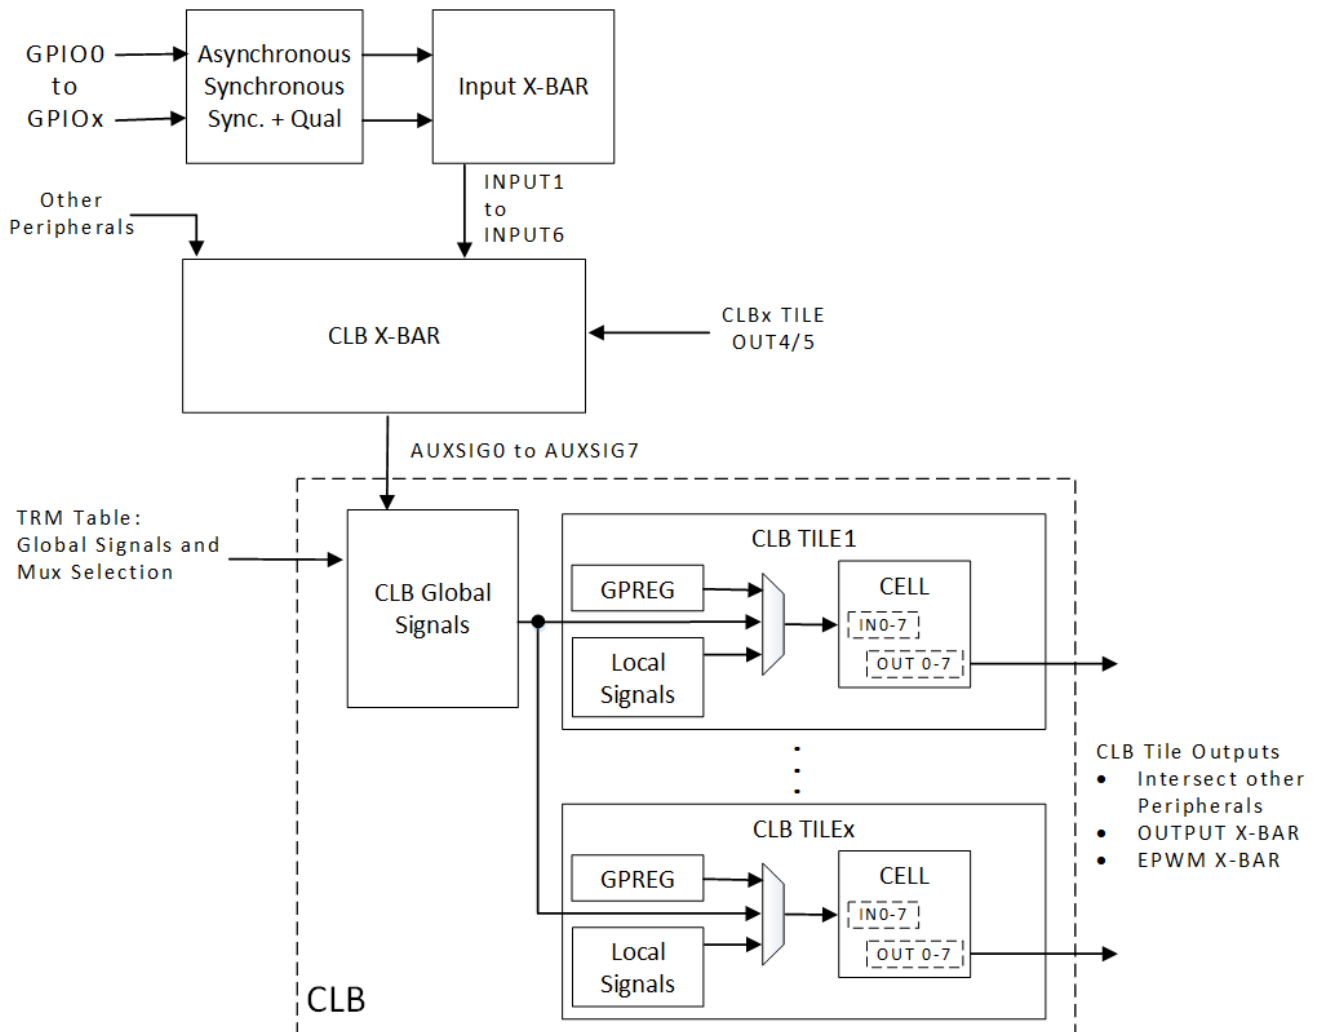 GPIO0
to
GPIOx
Asynchronous
Synchronous
Sync. + Qual
Input X-BAR
Other
Peripherals
INPUT1
to
INPUT6
CLB X-BAR
CLBx TILE
OUT4/5
AUXSIG0 to AUXSIG7
TRM Table:
Global Signals and
Mux Selection
CLB Global
Signals
CLB TILE1
GPREG
Local
Signals
CELL
IN0-7
OUT 0-7
CLB TILEx
GPREG
Local
Signals
CELL
IN0-7
OUT 0-7
CLB Tile Outputs
• Intersect other
Peripherals
• OUTPUT X-BAR
• EPWM X-BAR
CLB